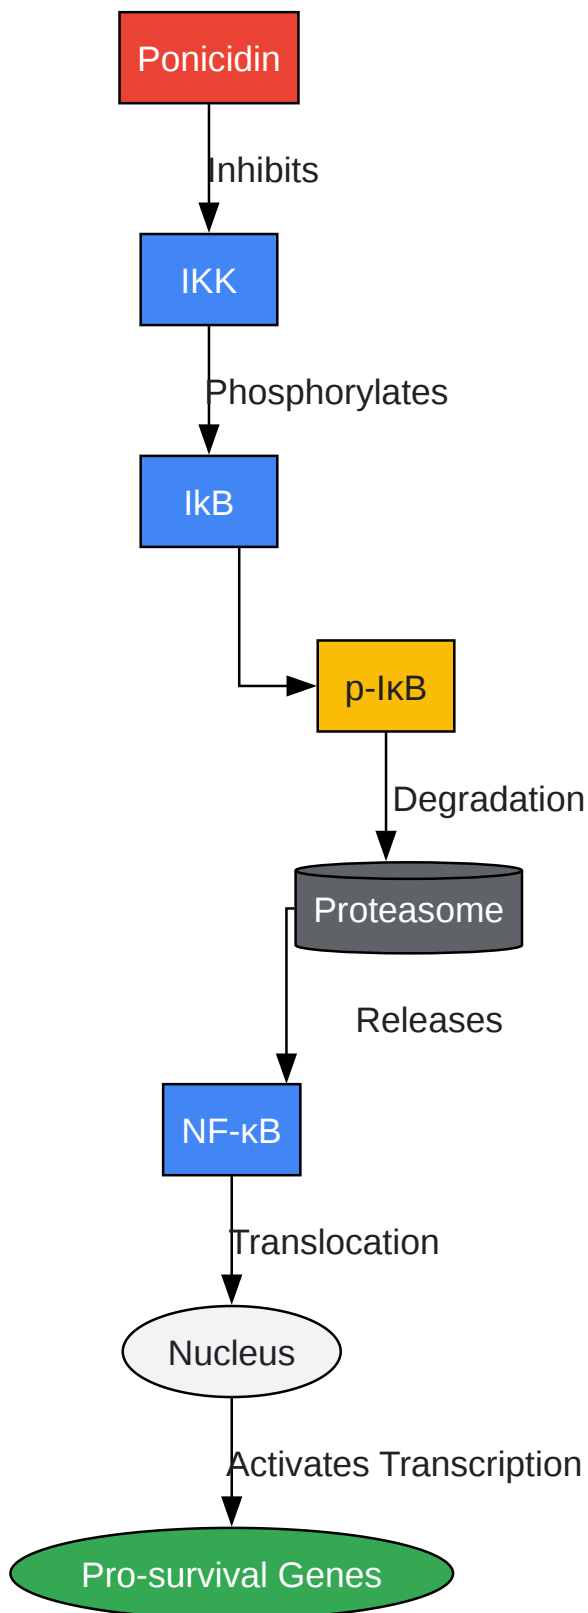 Ponicidin
Inhibits
IKK
Phosphorylates
IkB
p-IκB
Degradation
Proteasome
Releases
NF-κB
Translocation
Nucleus
Activates Transcription
Pro-survival Genes